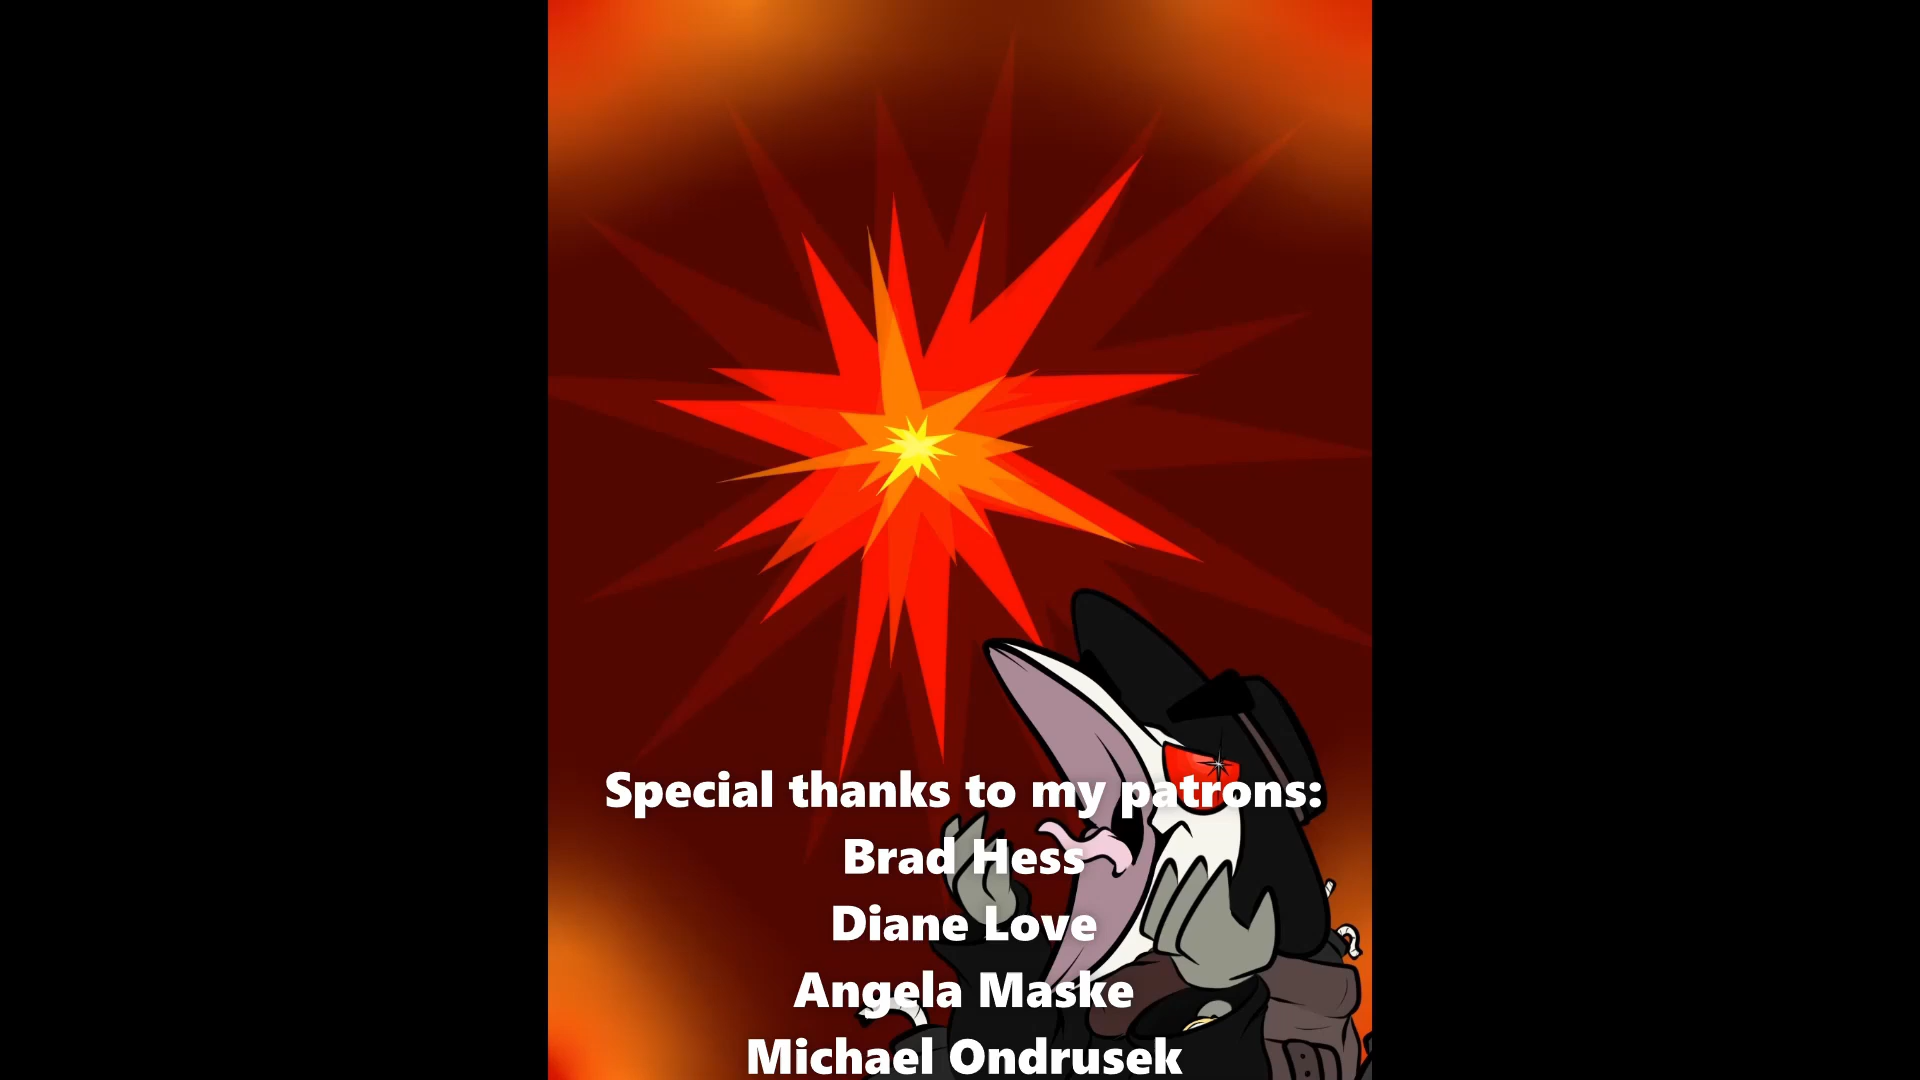 Special thanks to my patrons:
Brad Hess
Diane Love
Angela Maske
Michael Ondrusek